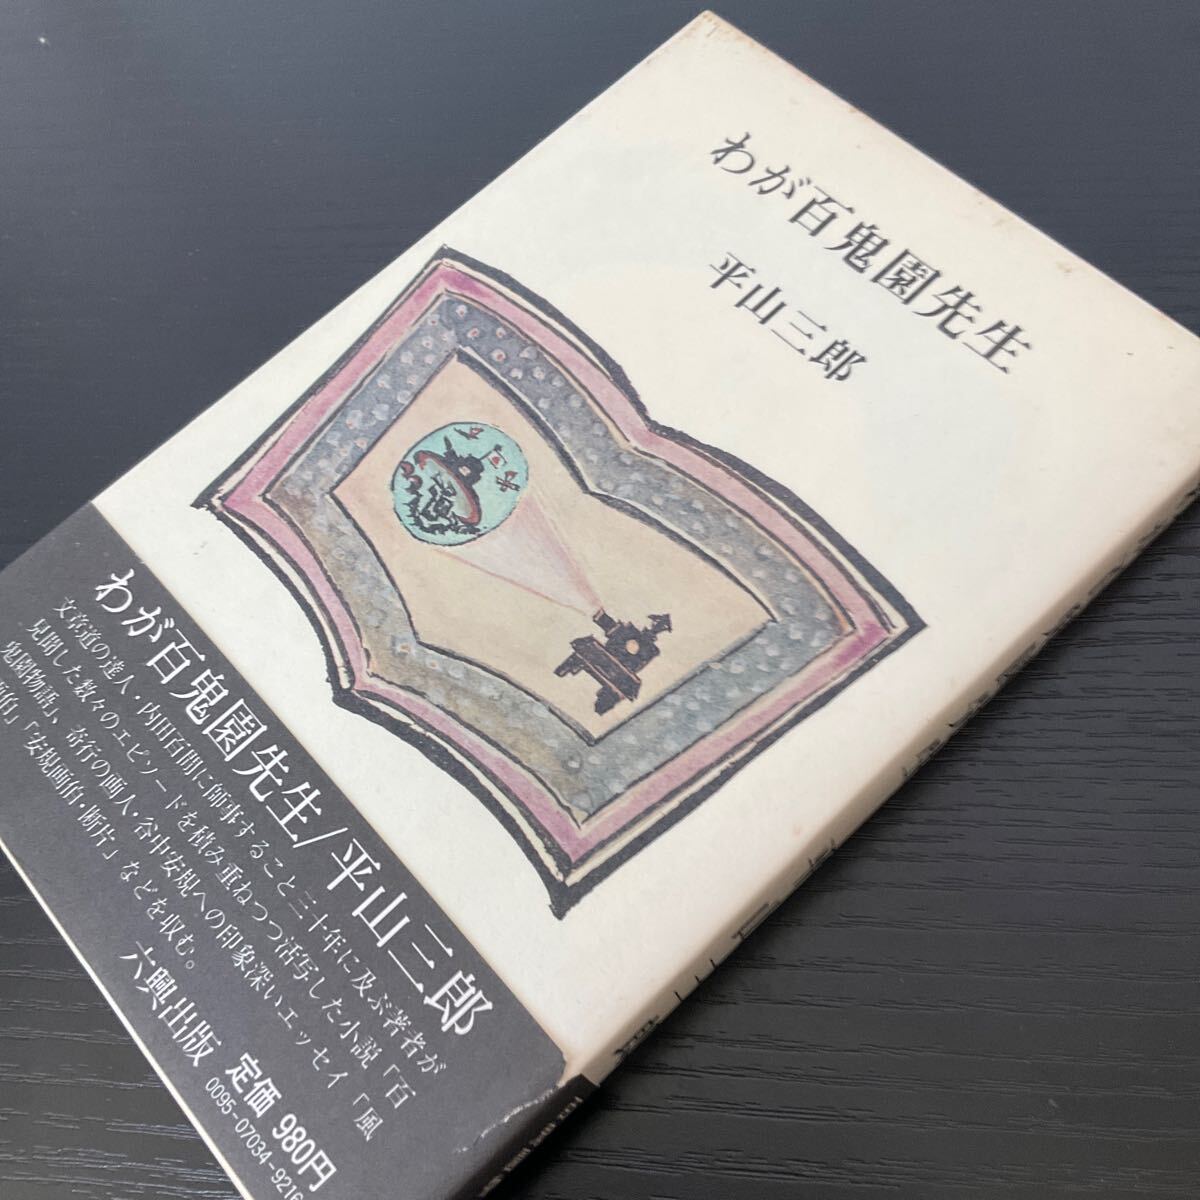 わが百鬼園先生
平山三郎
わが百鬼園先生/平山三郎
文章道の達人・内田百閒に師事すること三十年に及ぶ著者が
見聞した数々のエピソードを積み重ねつつ活写した小説「百
鬼園物語」、奇行の画人・谷中安規への印象深いエッセイ「風
画伯」「安規画伯・断片」などを収む。
六興出版
定価 980円
0095-07034-9216